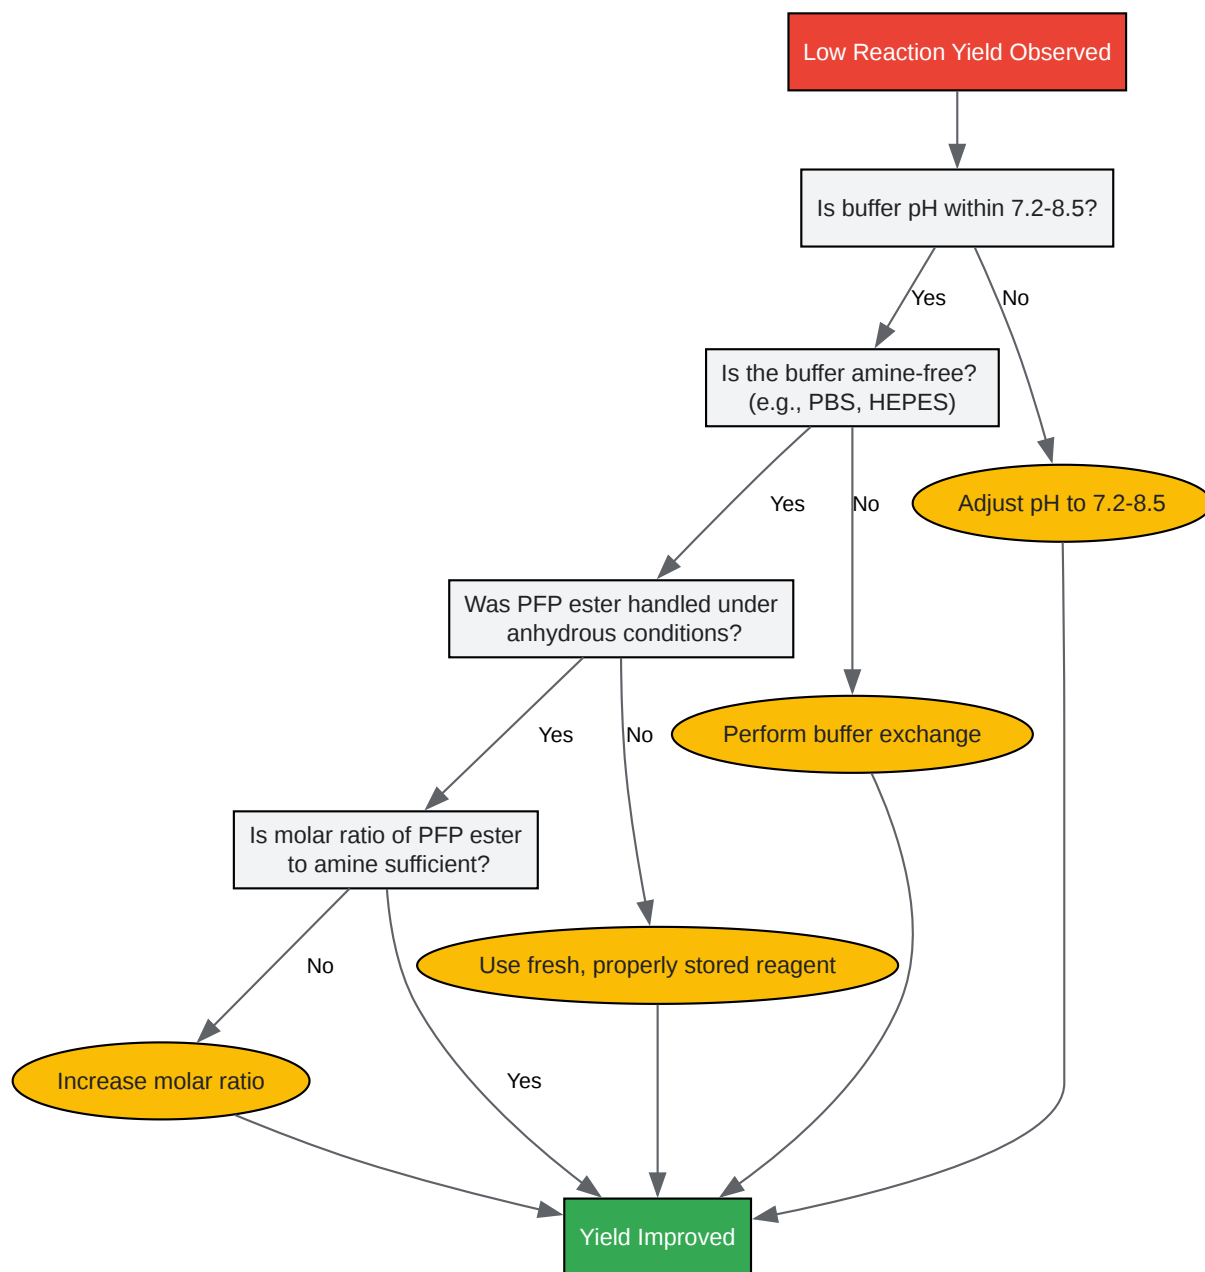 Low Reaction Yield Observed
Is buffer pH within 7.2-8.5?
Yes
No
Is the buffer amine-free?
(e.g., PBS, HEPES)
Yes
No
Adjust pH to 7.2-8.5
Was PFP ester handled under
anhydrous conditions?
Yes
No
Perform buffer exchange
Is molar ratio of PFP ester
to amine sufficient?
No
Use fresh, properly stored reagent
Increase molar ratio
Yes
Yield Improved